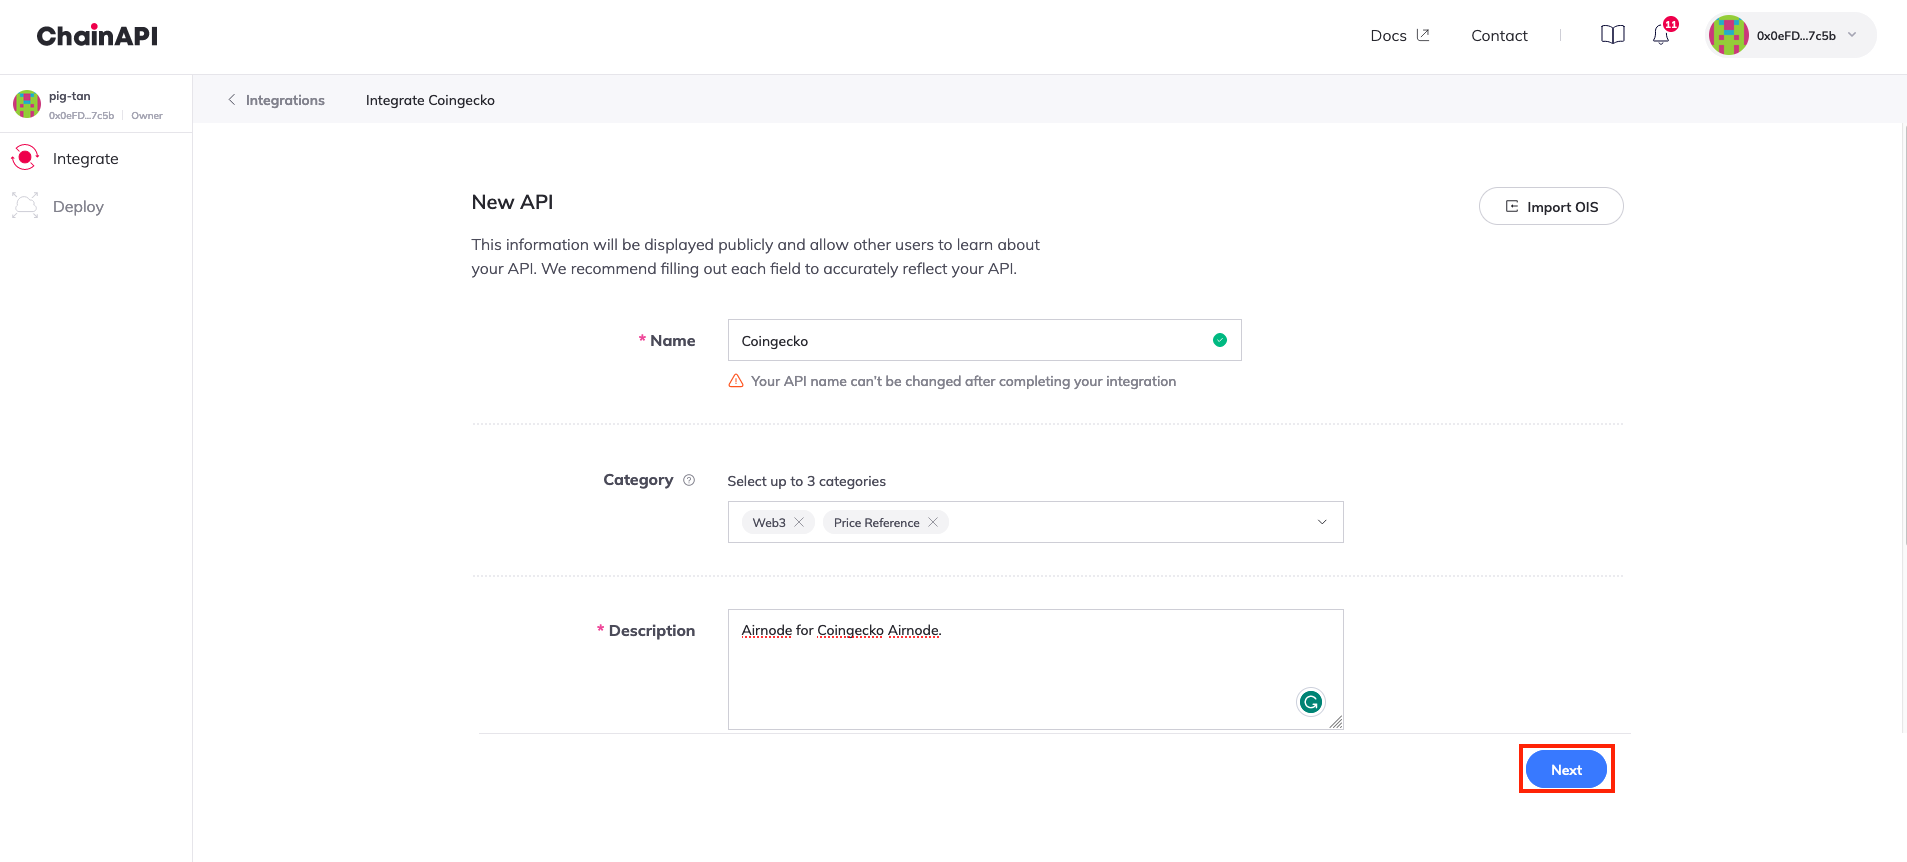 ChainAPI
Docs
Contact
11
0x0eFD...7c5b
pig-tan
0x0eFD...7c5b
Owner
Integrate
Deploy
Integrations
Integrate Coingecko
New API
Import OIS
This information will be displayed publicly and allow other users to learn about
your API. We recommend filling out each field to accurately reflect your API.
* Name
Coingecko
Your API name can't be changed after completing your integration
Category
Select up to 3 categories
Web3
Price Reference
* Description
Airnode for Coingecko Airnode.
Next